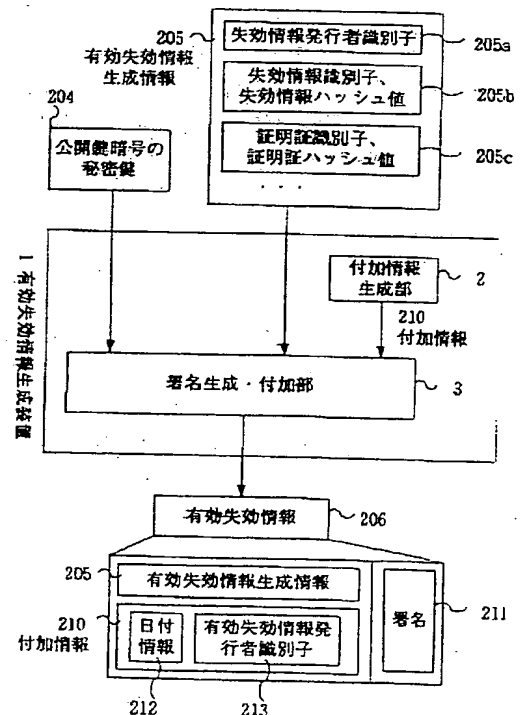 205
有効失効情報
生成情報
失効情報発行者識別子
205a
失効情報識別子、
失効情報ハッシュ値
205b
証明証識別子、
証明証ハッシュ値
205c
. . .
204
公開鍵暗号の
秘密鍵
1 有効失効情報生成装置
付加情報
生成部
2
210
付加情報
署名生成・付加部
3
有効失効情報
206
205
有効失効情報生成情報
210
付加情報
日付
情報
有効失効情報発
行者識別子
署名
211
212
213